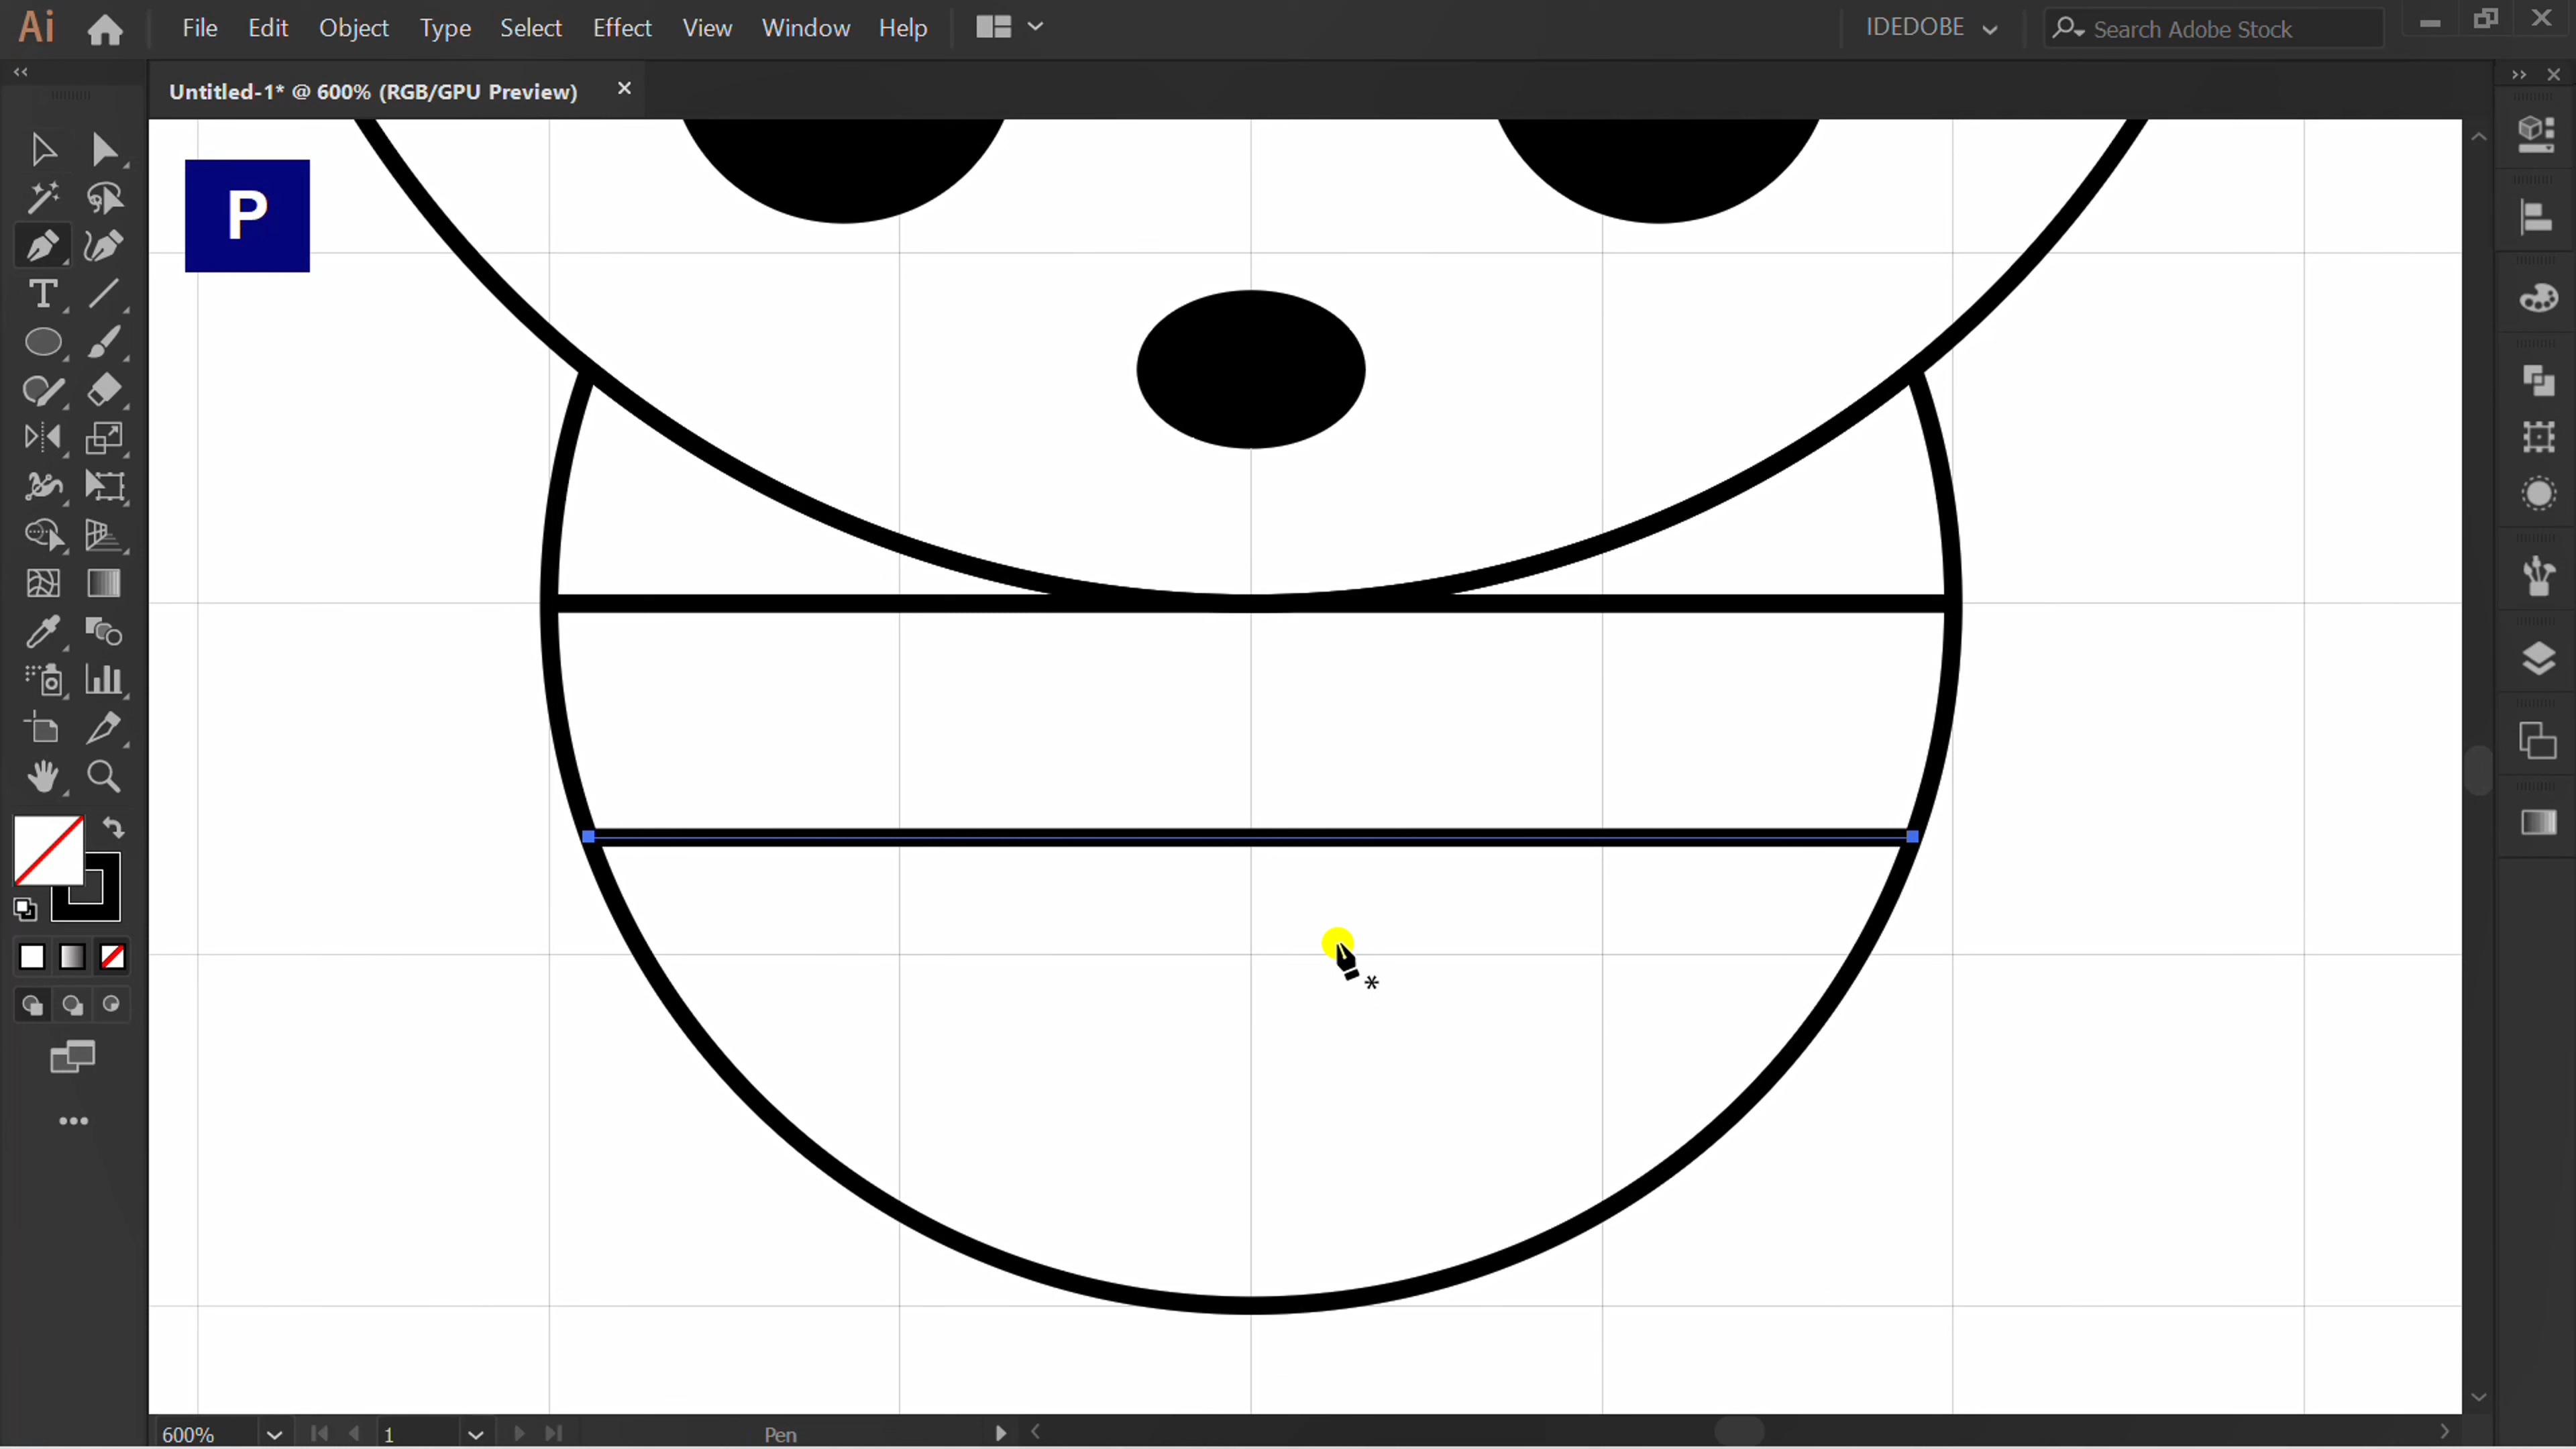 Ai File Edit Object Type Select Effect View Window Help IDEDOBE Search Adobe Stock
Untitled-1* @ 600% (RGB/GPU Preview)
P
600% 1 Pen